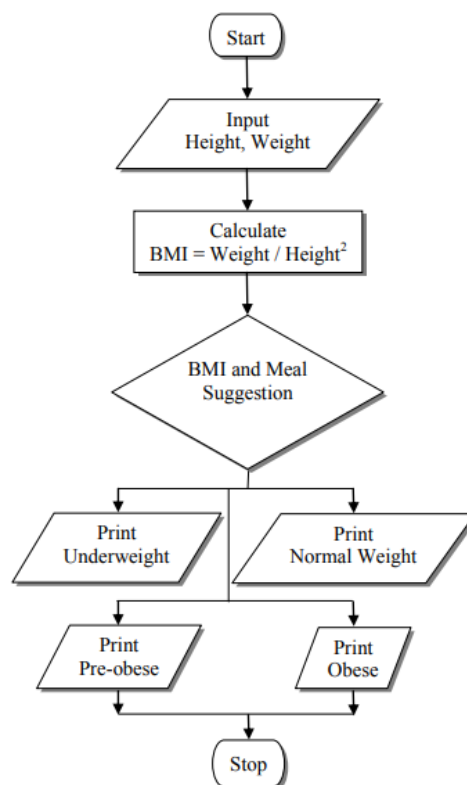 Start
Input
Height, Weight
Calculate
BMI = Weight / Height²
BMI and Meal
Suggestion
Print
Underweight
Print
Normal Weight
Print
Pre-obese
Print
Obese
Stop